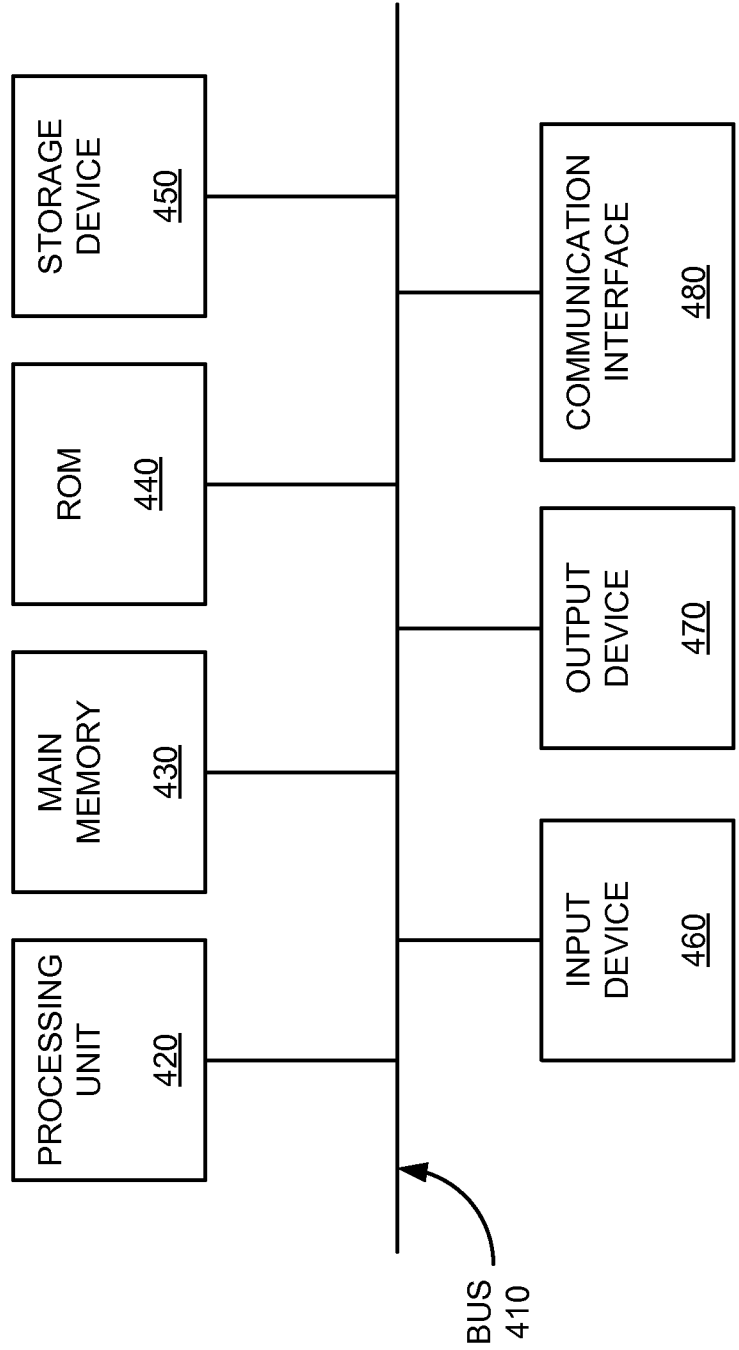 PROCESSING
UNIT
420
MAIN
MEMORY
430
ROM
440
STORAGE
DEVICE
450
BUS
410
INPUT
DEVICE
460
OUTPUT
DEVICE
470
COMMUNICATION
INTERFACE
480